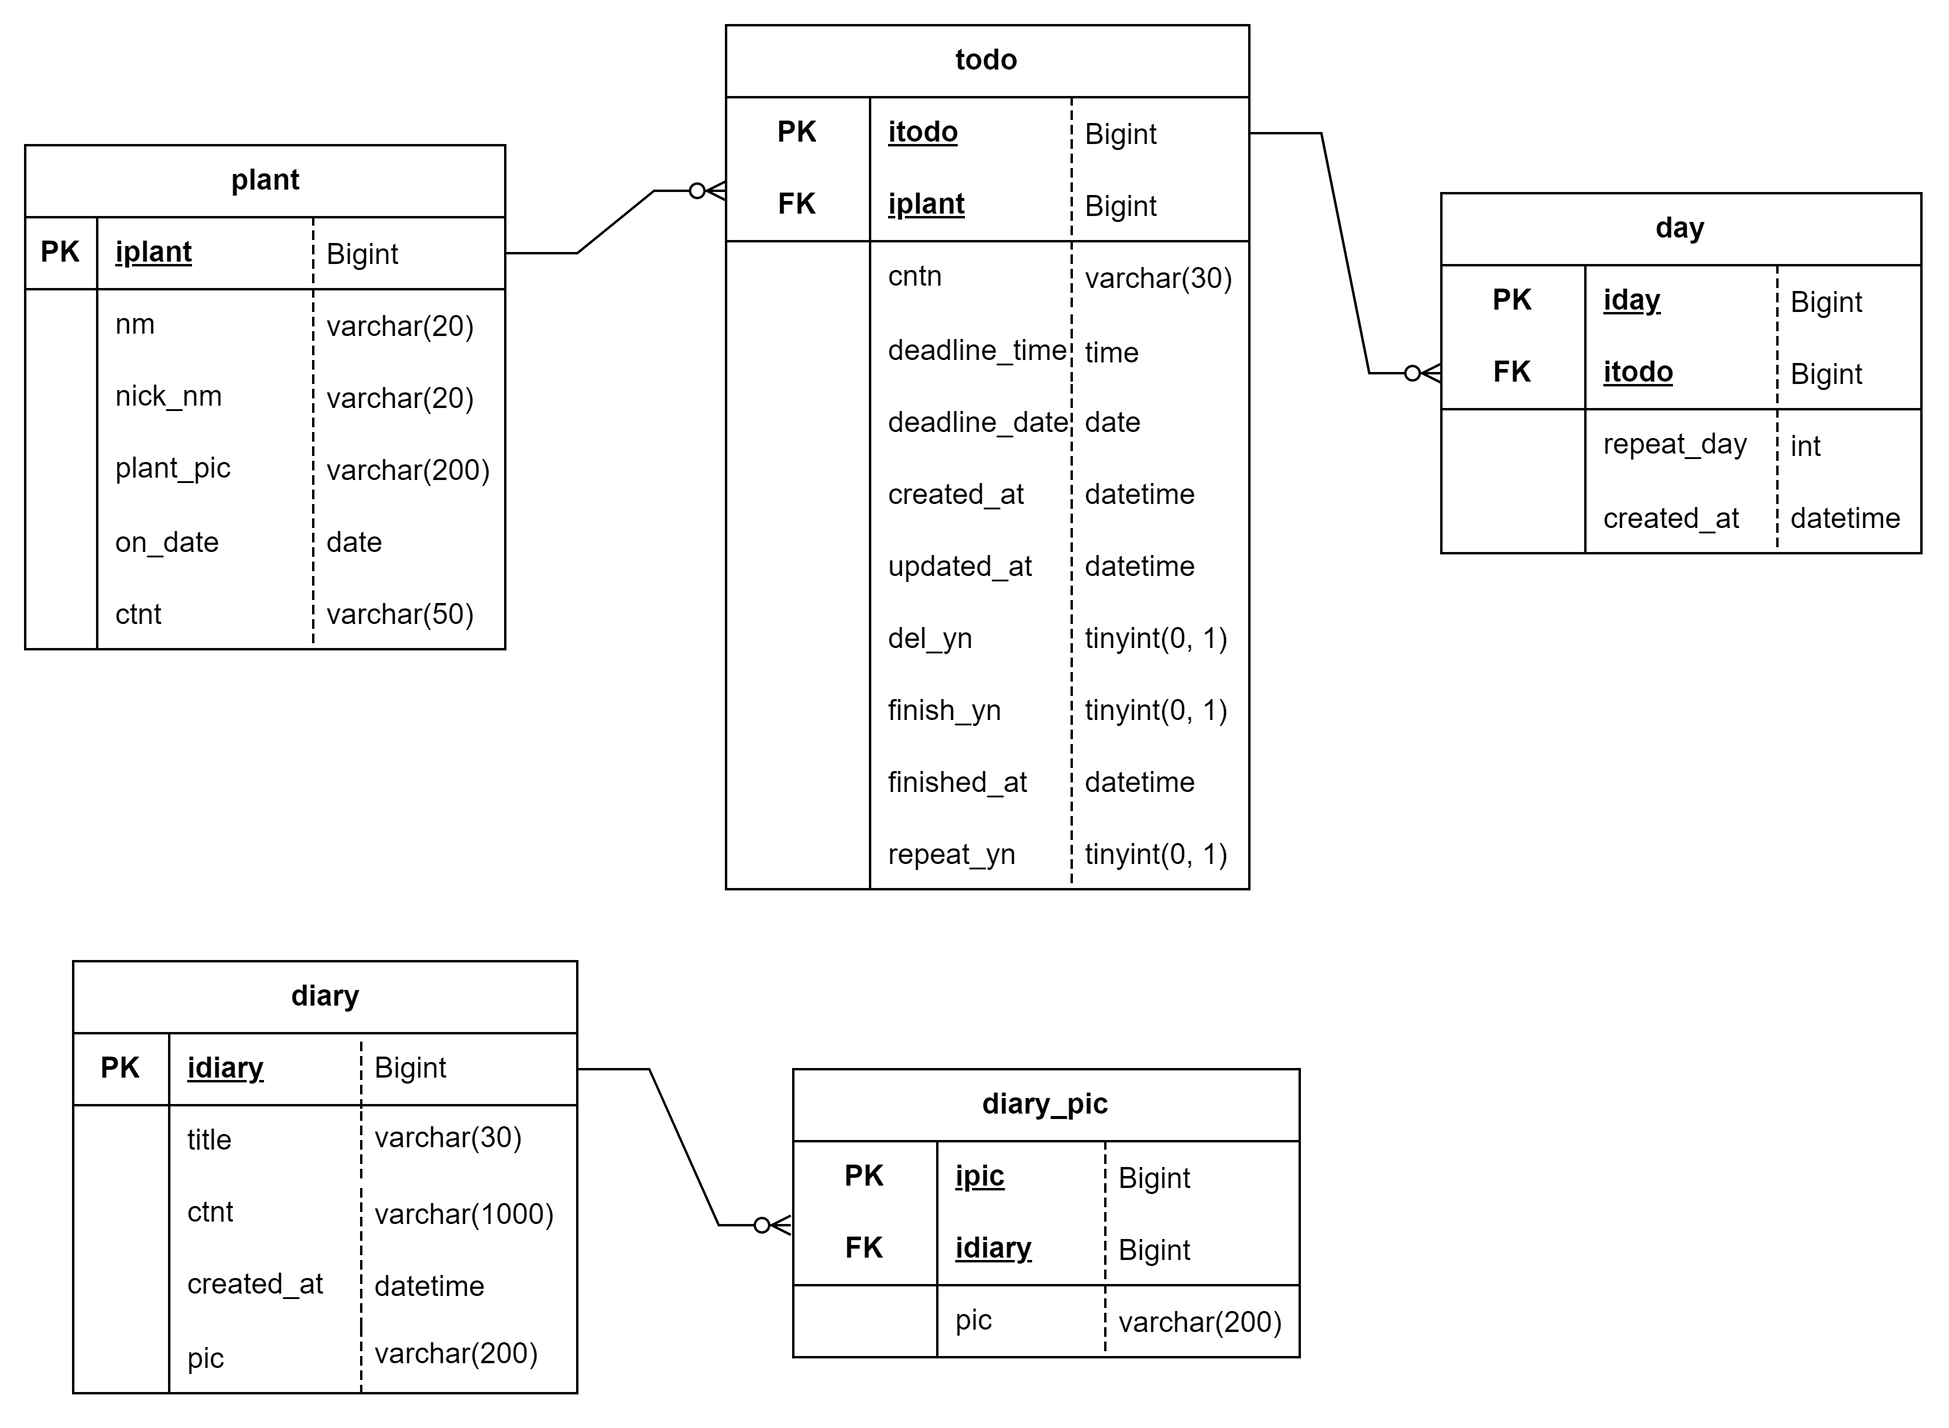 todo
PK itodo Bigint
FK iplant Bigint
cntn varchar(30)
deadline_time time
deadline_date date
created_at datetime
updated_at datetime
del_yn tinyint(0, 1)
finish_yn tinyint(0, 1)
finished_at datetime
repeat_yn tinyint(0, 1)
plant
PK iplant Bigint
nm varchar(20)
nick_nm varchar(20)
plant_pic varchar(200)
on_date date
ctnt varchar(50)
day
PK iday Bigint
FK itodo Bigint
repeat_day int
created_at datetime
diary
PK idiary Bigint
title varchar(30)
ctnt varchar(1000)
created_at datetime
pic varchar(200)
diary_pic
PK ipic Bigint
FK idiary Bigint
pic varchar(200)